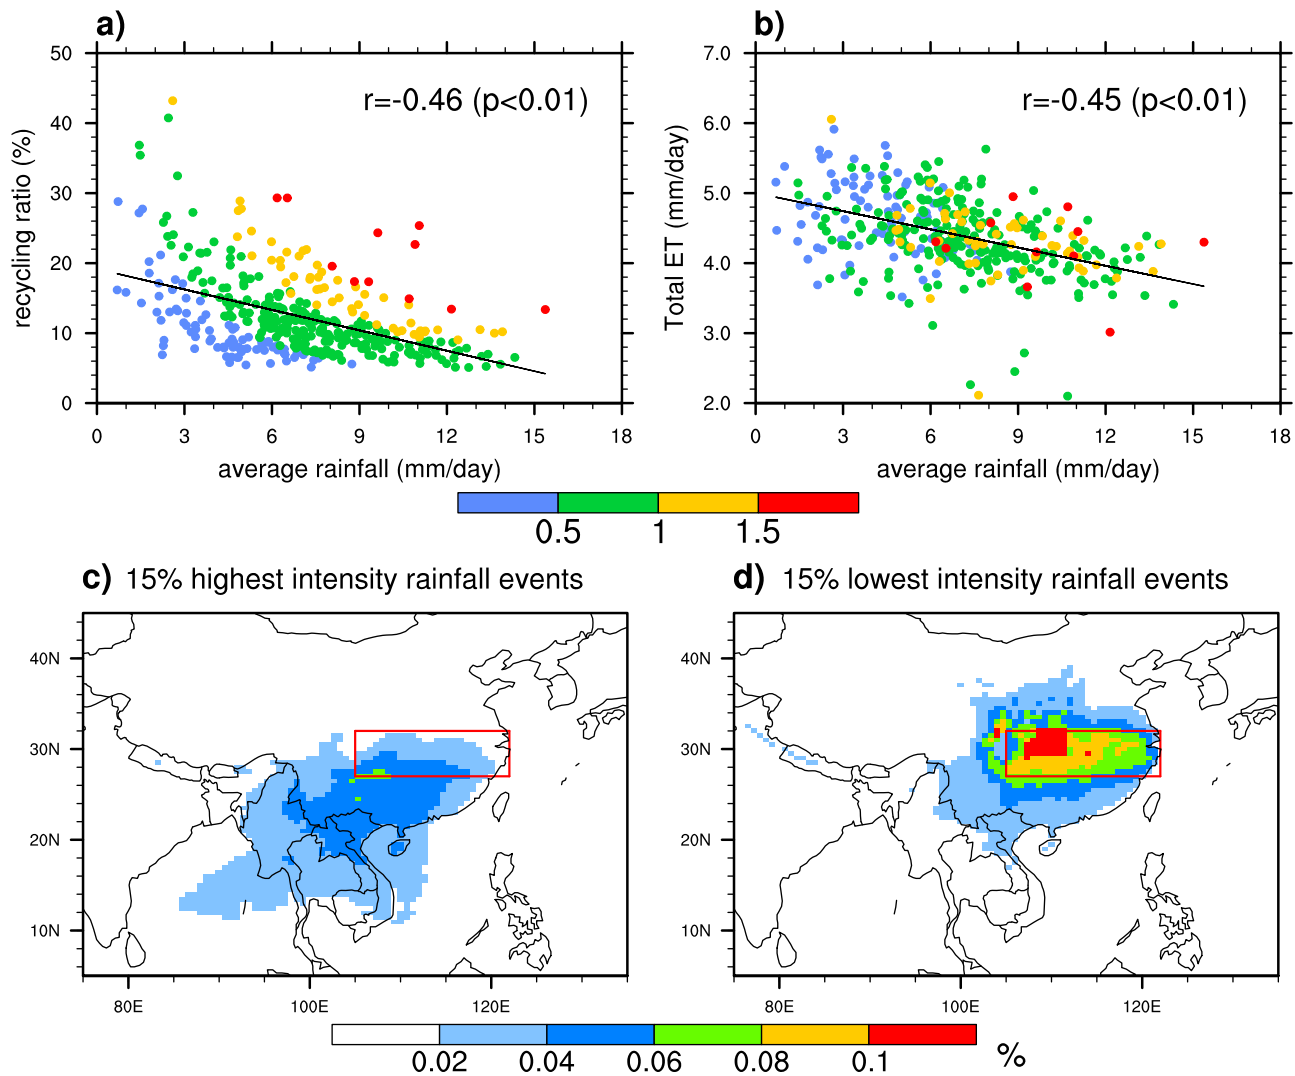 a)
b)
50
40
30
20
10
0
recycling ratio (%)
r=-0.46 (p<0.01)
0 3 6 9 12 15 18
average rainfall (mm/day)
7.0
6.0
5.0
4.0
3.0
2.0
Total ET (mm/day)
r=-0.45 (p<0.01)
0 3 6 9 12 15 18
average rainfall (mm/day)
0.5 1 1.5
c) 15% highest intensity rainfall events
40N
30N
20N
10N
80E 100E 120E
d) 15% lowest intensity rainfall events
40N
30N
20N
10N
80E 100E 120E
0.02 0.04 0.06 0.08 0.1 %